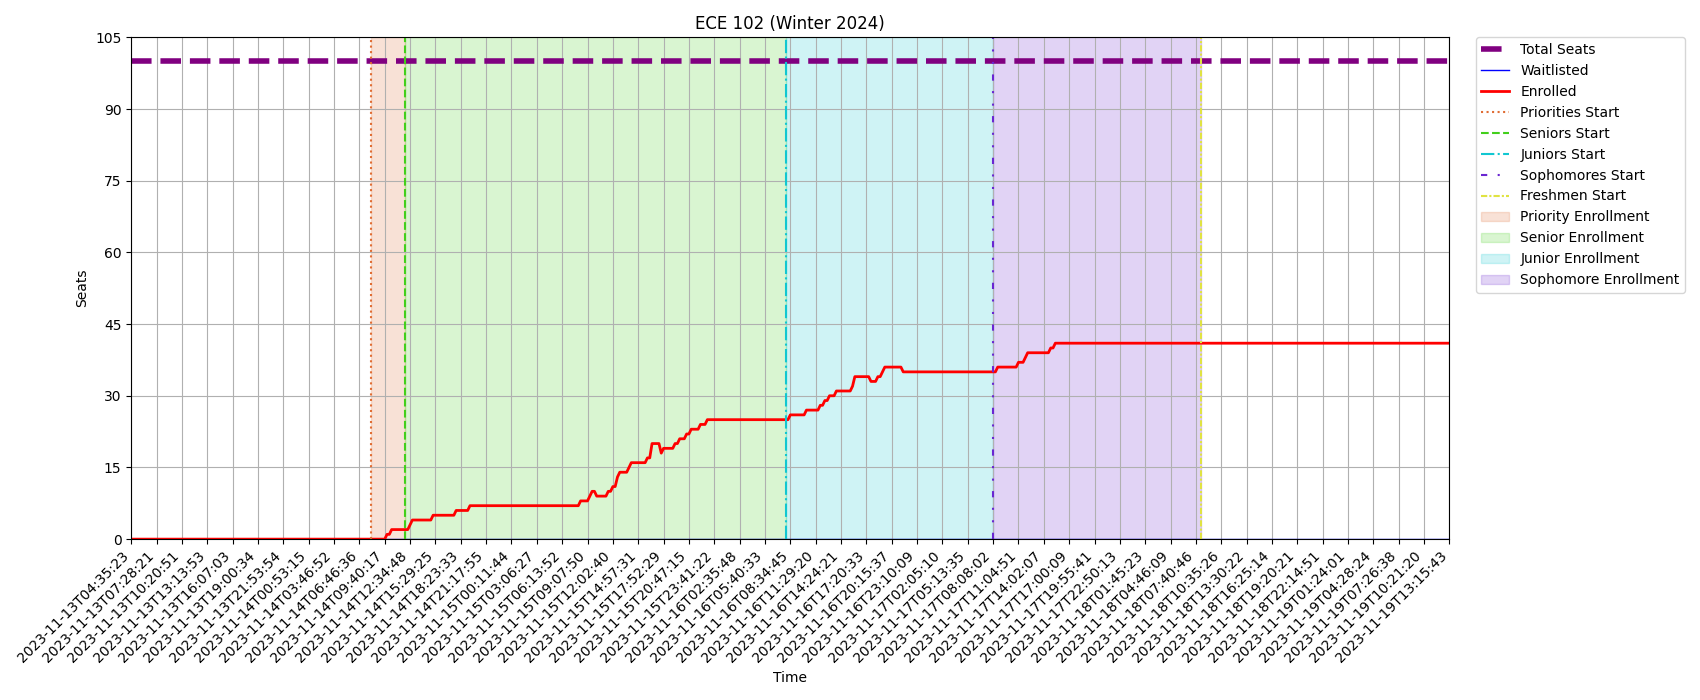 ECE 102 (Winter 2024)
105
90
75
60
45
30
15
0
Seats
2023-11-13T04:35:23
2023-11-13T07:28:21
2023-11-13T10:20:51
2023-11-13T13:13:53
2023-11-13T16:07:03
2023-11-13T19:00:34
2023-11-13T21:53:54
2023-11-14T00:53:15
2023-11-14T03:46:52
2023-11-14T06:46:36
2023-11-14T09:40:17
2023-11-14T12:34:48
2023-11-14T15:29:25
2023-11-14T18:23:33
2023-11-14T21:17:55
2023-11-15T00:11:44
2023-11-15T03:06:27
2023-11-15T06:13:52
2023-11-15T09:07:50
2023-11-15T12:02:40
2023-11-15T14:57:31
2023-11-15T17:52:29
2023-11-15T20:47:15
2023-11-15T23:41:22
2023-11-16T02:35:48
2023-11-16T05:40:33
2023-11-16T08:34:45
2023-11-16T11:29:20
2023-11-16T14:24:21
2023-11-16T17:20:33
2023-11-16T20:15:37
2023-11-16T23:10:09
2023-11-17T02:05:10
2023-11-17T05:13:35
2023-11-17T08:08:02
2023-11-17T11:04:51
2023-11-17T14:02:07
2023-11-17T17:00:09
2023-11-17T19:55:41
2023-11-17T22:50:13
2023-11-18T01:45:23
2023-11-18T04:46:09
2023-11-18T07:40:46
2023-11-18T10:35:26
2023-11-18T13:30:22
2023-11-18T16:25:14
2023-11-18T19:20:21
2023-11-18T22:14:51
2023-11-19T01:24:01
2023-11-19T04:28:24
2023-11-19T07:26:38
2023-11-19T10:21:20
2023-11-19T13:15:43
Time
Total Seats
Waitlisted
Enrolled
Priorities Start
Seniors Start
Juniors Start
Sophomores Start
Freshmen Start
Priority Enrollment
Senior Enrollment
Junior Enrollment
Sophomore Enrollment